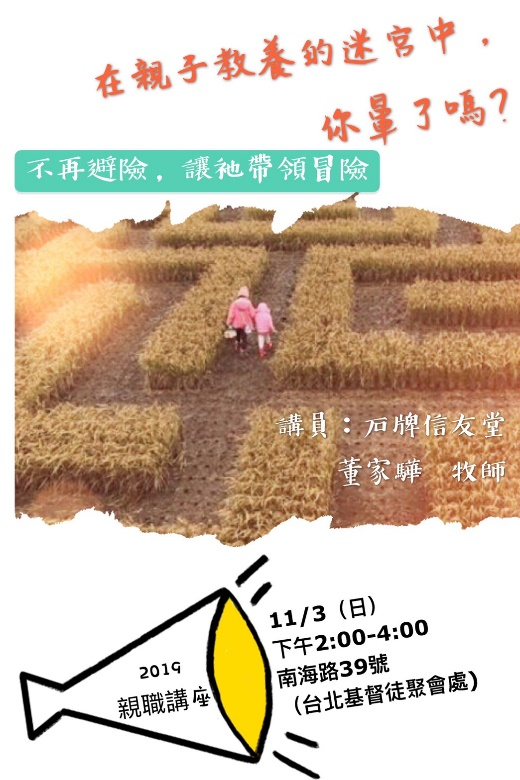 在親子教養的迷宮中，
你暈了嗎?
不再避險，讓祂帶領冒險
講員：石牌信友堂
董家驊 牧師
2019
親職講座
11/3（日）
下午2:00-4:00
南海路39號
（台北基督徒聚會處)